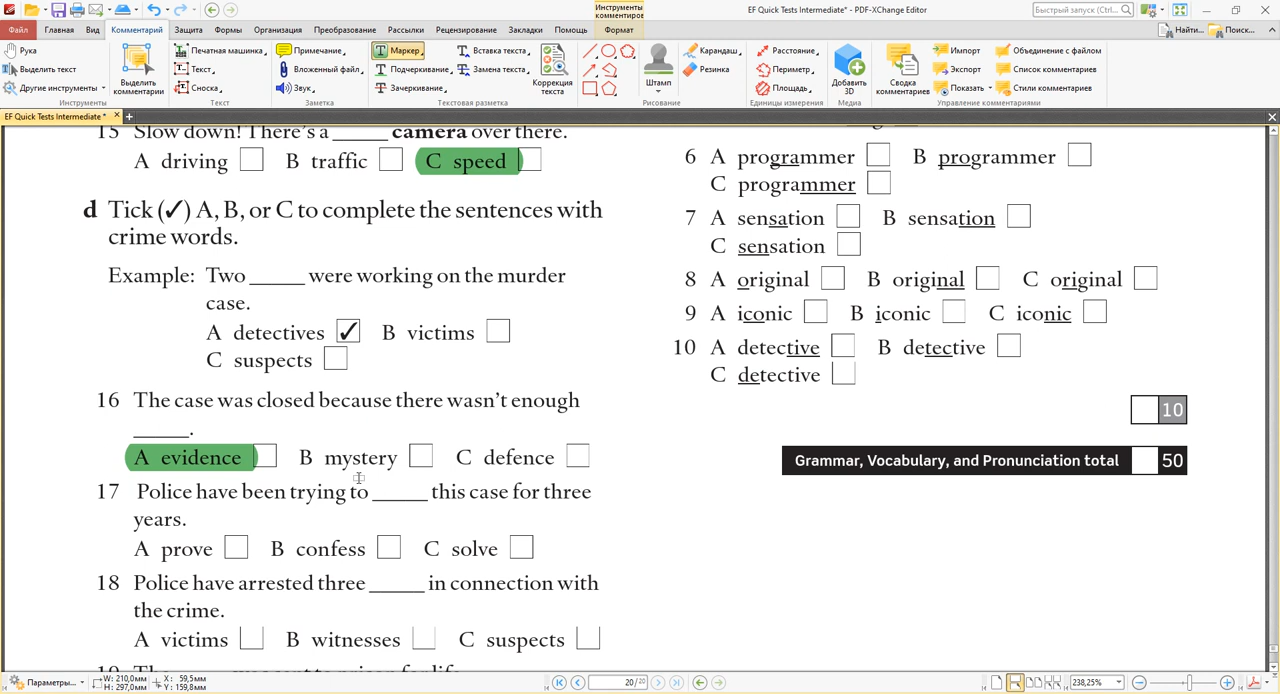 Инструменты комментиров
EF Quick Tests Intermediate* - PDF-XChange Editor
Быстрый запуск (Ctrl...
Файл Главная Вид Комментарий Защита Формы Организация Преобразование Рассылки Рецензирование Закладки Помощь Формат Найти... Поиск...
Рука
Выделить текст
Другие инструменты
Инструменты
Выделить комментарии
Печатная машинка
Текст
Сноска
Текст
Примечание
Вложенный файл
Звук
Заметка
Маркер
Подчеркивание
Зачеркивание
Вставка текста
Замена текста
Коррекция текста
Текстовая разметка
Штамп
Карандаш
Резинка
Рисование
Расстояние
Периметр
Площадь
Единицы измерения
Добавить 3D
Медиа
Сводка комментариев
Импорт
Экспорт
Показать
Объединение с файлом
Список комментариев
Стили комментариев
Управление комментариями
EF Quick Tests Intermediate *
15 Slow down! There's a _____ camera over there.
A driving B traffic C speed
d Tick (✓) A, B, or C to complete the sentences with
crime words.
Example: Two _____ were working on the murder
case.
A detectives ✓ B victims
C suspects
16 The case was closed because there wasn't enough
_____.
A evidence B mystery C defence
17 Police have been trying to _____ this case for three
years.
A prove B confess C solve
18 Police have arrested three _____ in connection with
the crime.
A victims B witnesses C suspects
6 A programmer B programmer
C programmer
7 A sensation B sensation
C sensation
8 A original B original C original
9 A iconic B iconic C iconic
10 A detective B detective
C detective
10
Grammar, Vocabulary, and Pronunciation total 50
Параметры...
W: 210,0мм
H: 297,0мм
X: 59,5мм
Y: 159,8мм
20/20
238,25%